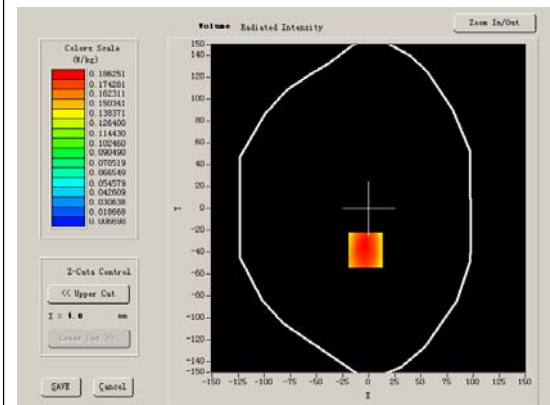 Volume Radiated Intensity
Zoom In/Out
Colors Scale
(W/kg)
0.186251
0.174281
0.162311
0.150341
0.138371
0.126400
0.114430
0.102460
0.090490
0.078519
0.066549
0.054579
0.042609
0.030638
0.018668
0.006698
Z-Cuts Control
<< Upper Cut
Z = 4.0 mm
Lower Cut >>
SAVE
Cancel
150
140
120
100
80
60
40
20
0
-20
-40
-60
-80
-100
-120
-140
-150
Y
-150 -125 -100 -75 -50 -25 0 25 50 75 100 125 150
X